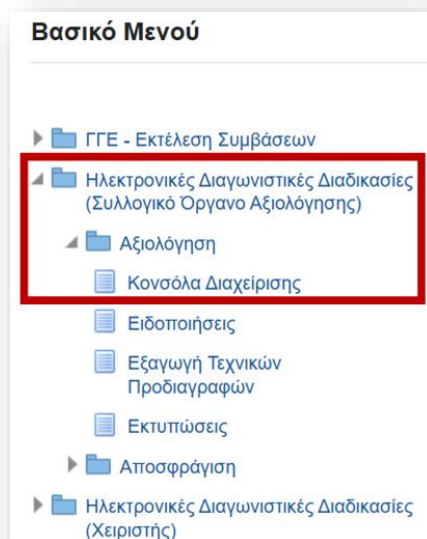 Βασικό Μενού
ΓΓΕ - Εκτέλεση Συμβάσεων
Ηλεκτρονικές Διαγωνιστικές Διαδικασίες
(Συλλογικό Όργανο Αξιολόγησης)
Αξιολόγηση
Κονσόλα Διαχείρισης
Ειδοποιήσεις
Εξαγωγή Τεχνικών
Προδιαγραφών
Εκτυπώσεις
Αποσφράγιση
Ηλεκτρονικές Διαγωνιστικές Διαδικασίες
(Χειριστής)